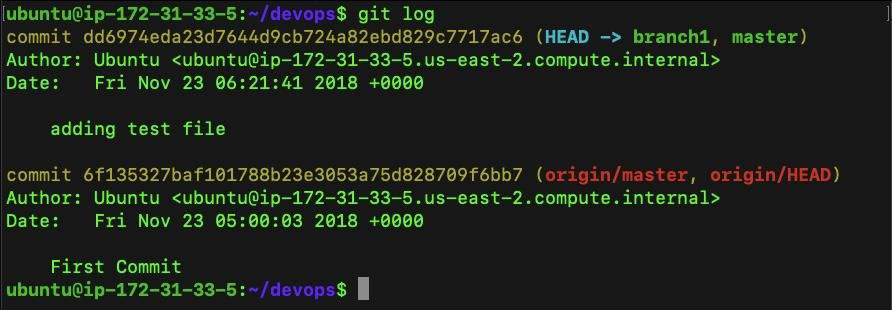 ubuntu@ip-172-31-33-5:~/devops$ git log
commit dd6974eda23d7644d9cb724a82ebd829c7717ac6 (HEAD -> branch1, master)
Author: Ubuntu <ubuntu@ip-172-31-33-5.us-east-2.compute.internal>
Date:   Fri Nov 23 06:21:41 2018 +0000
    adding test file
commit 6f135327baf101788b23e3053a75d828709f6bb7 (origin/master, origin/HEAD)
Author: Ubuntu <ubuntu@ip-172-31-33-5.us-east-2.compute.internal>
Date:   Fri Nov 23 05:00:03 2018 +0000
    First Commit
ubuntu@ip-172-31-33-5:~/devops$